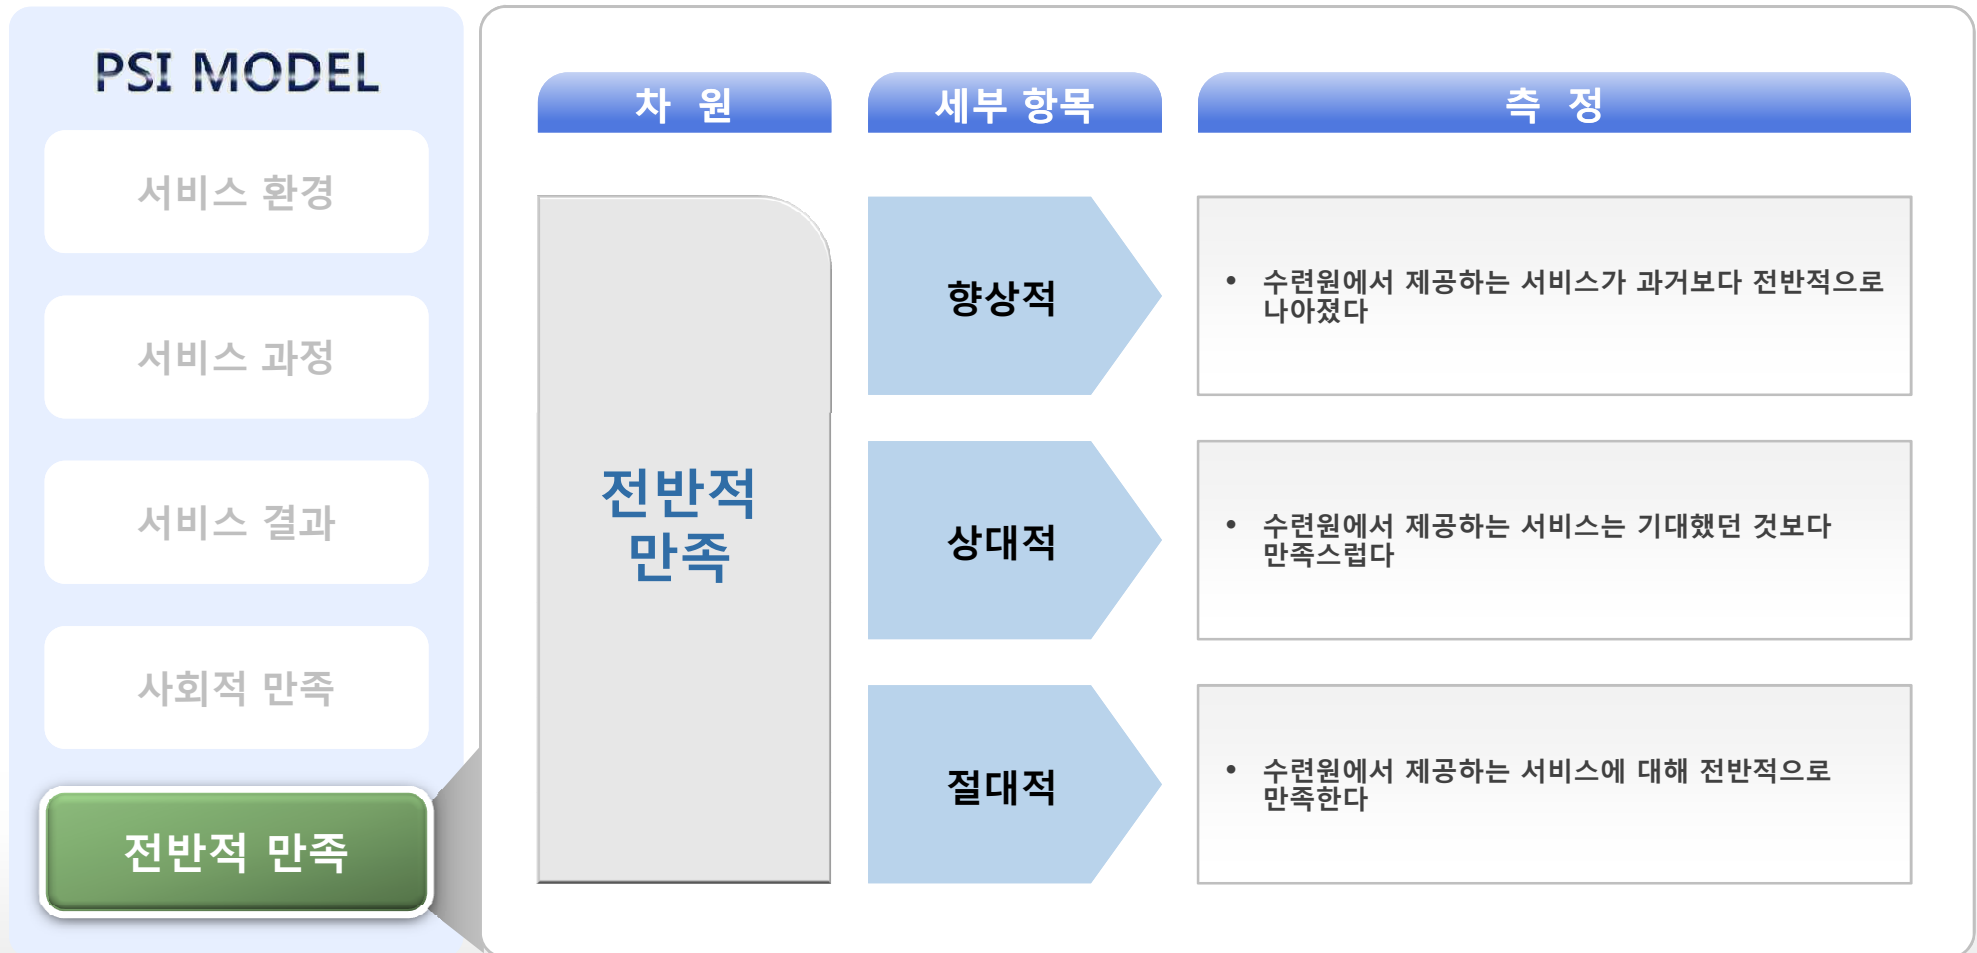 PSI MODEL
서비스 환경
서비스 과정
서비스 결과
사회적 만족
전반적 만족
차 원
세부 항목
측 정
전반적
만족
향상적
• 수련원에서 제공하는 서비스가 과거보다 전반적으로
나아졌다
상대적
• 수련원에서 제공하는 서비스는 기대했던 것보다
만족스럽다
절대적
• 수련원에서 제공하는 서비스에 대해 전반적으로
만족한다